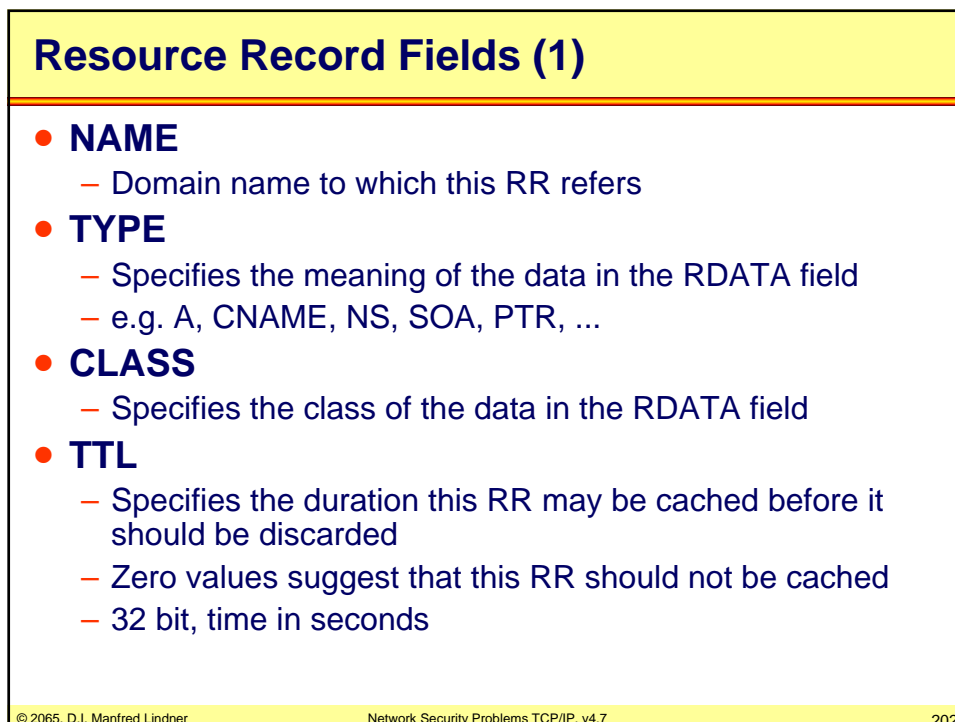 Resource Record Fields (1)
• NAME
– Domain name to which this RR refers
• TYPE
– Specifies the meaning of the data in the RDATA field
– e.g. A, CNAME, NS, SOA, PTR, ...
• CLASS
– Specifies the class of the data in the RDATA field
• TTL
– Specifies the duration this RR may be cached before it
should be discarded
– Zero values suggest that this RR should not be cached
– 32 bit, time in seconds
© 2065, D.I. Manfred Lindner
Network Security Problems TCP/IP, v4.7
202